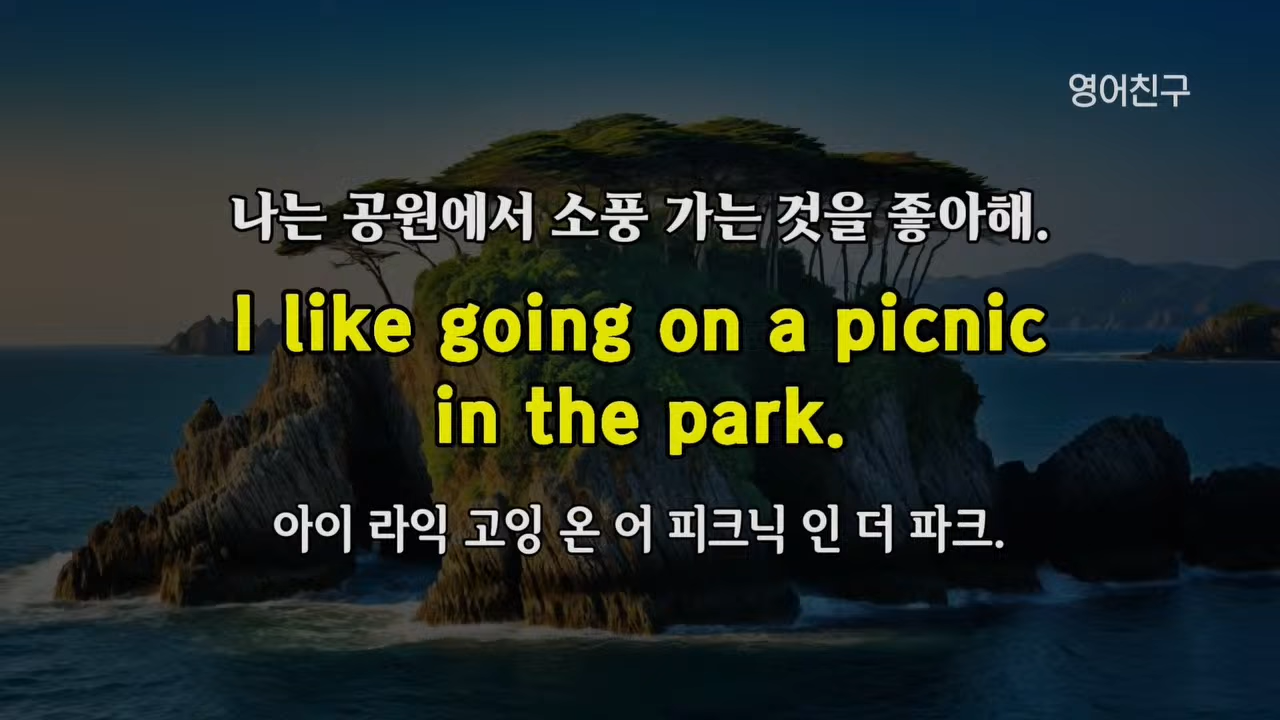 영어친구
나는 공원에서 소풍 가는 것을 좋아해.
I like going on a picnic
in the park.
아이 라익 고잉 온 어 피크닉 인 더 파크.